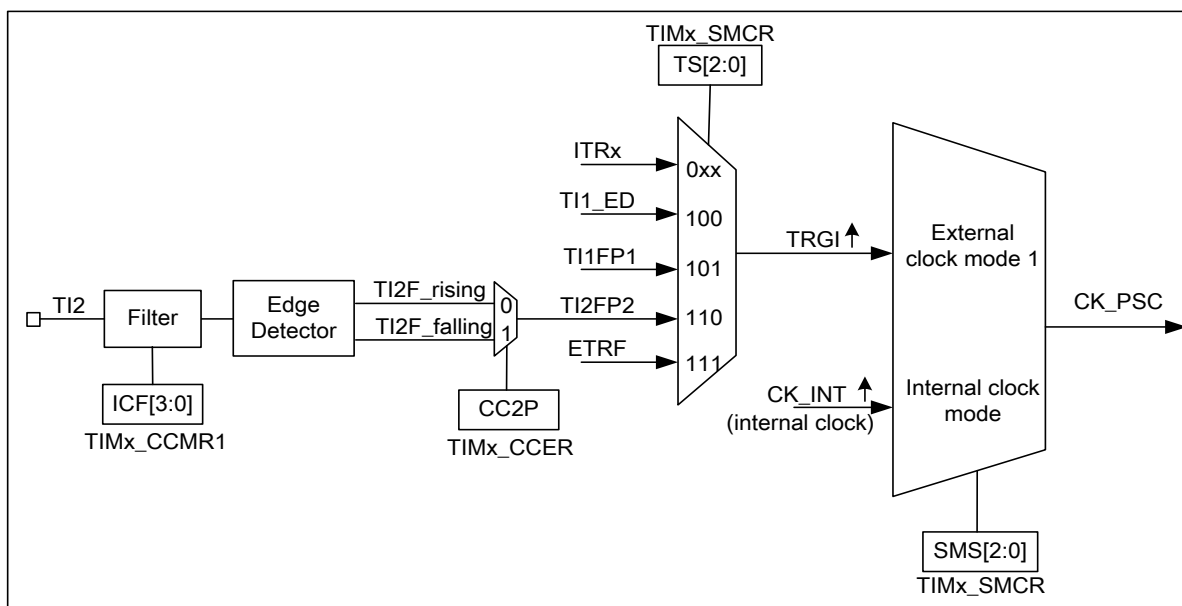 TIMx_SMCR
TS[2:0]
ITRx
0xx
TI1_ED
100
TI1FP1
101
TI2
Filter
Edge
Detector
TI2F_rising
TI2F_falling
0
1
TI2FP2
110
ETRF
111
ICF[3:0]
TIMx_CCMR1
CC2P
TIMx_CCER
TRGI
External
clock mode 1
CK_INT
(internal clock)
Internal clock
mode
CK_PSC
SMS[2:0]
TIMx_SMCR